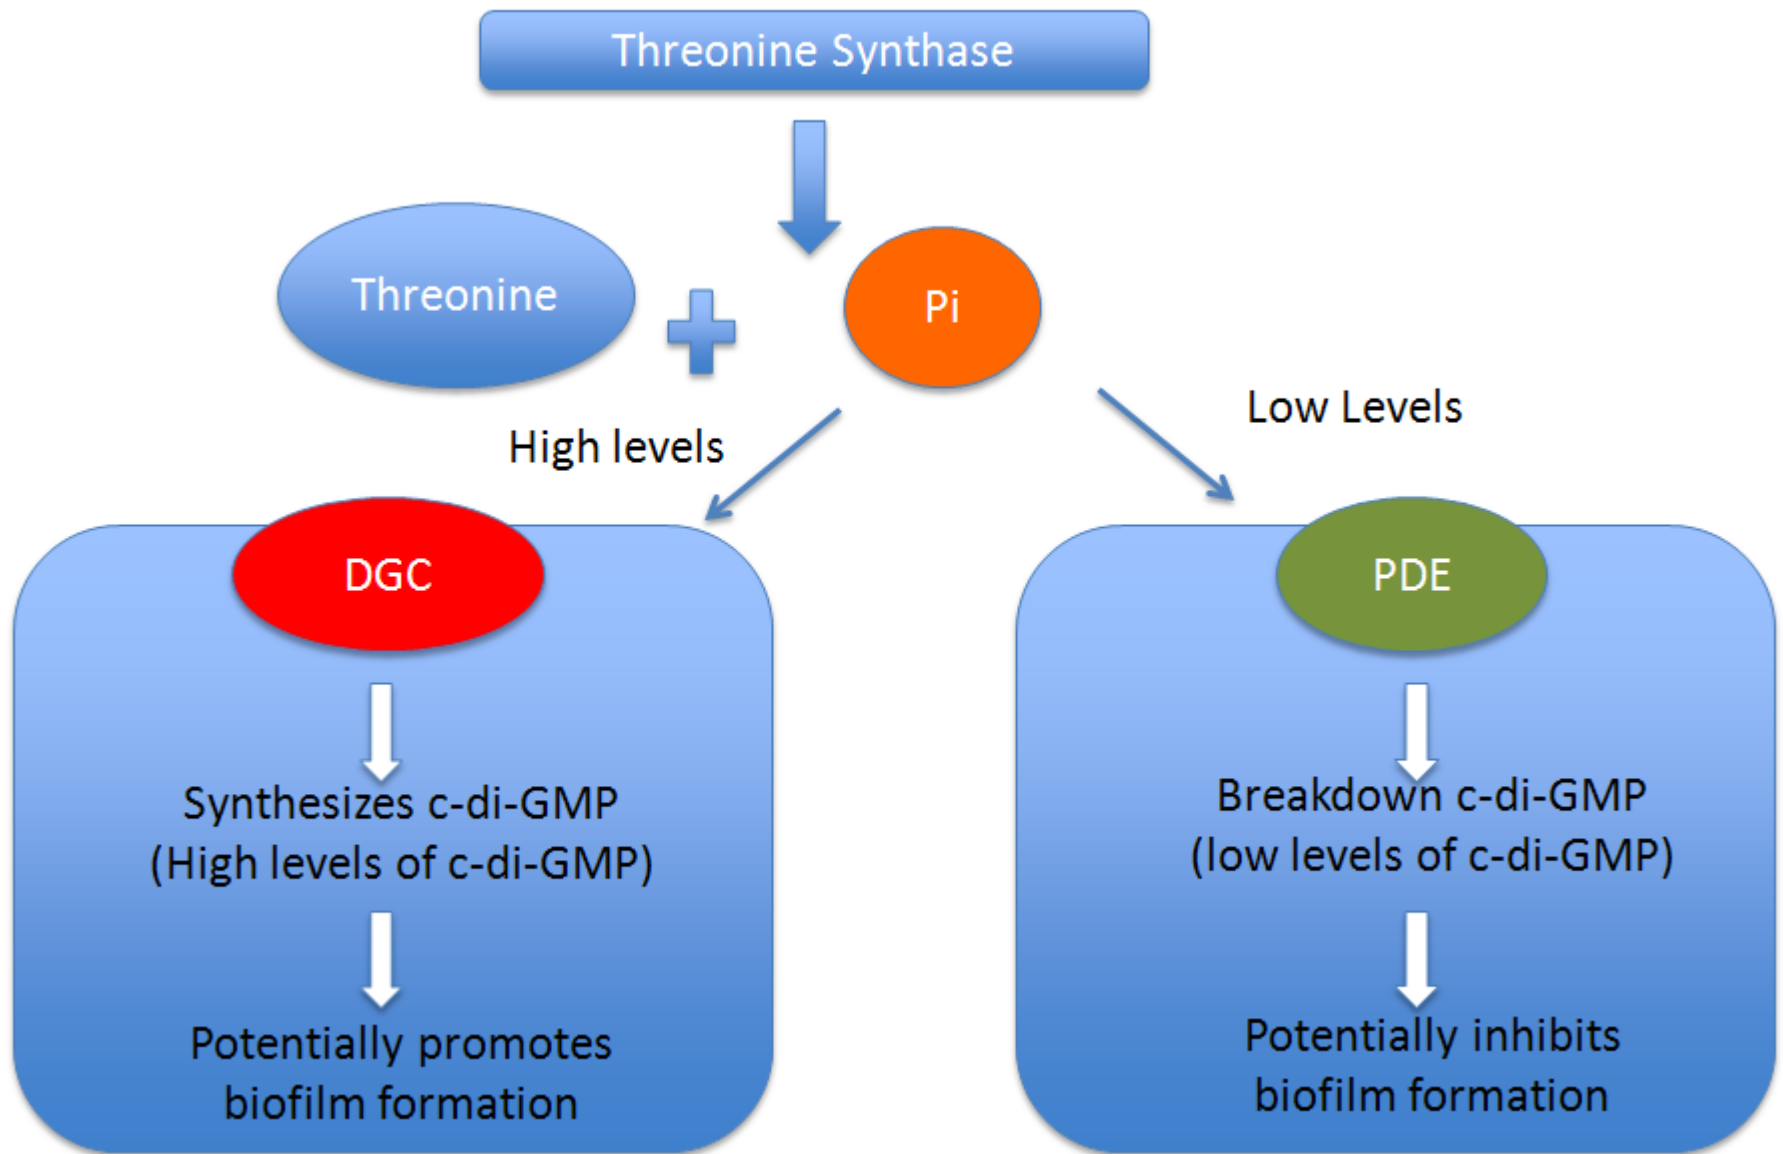 Threonine Synthase
Threonine
Pi
High levels
Low Levels
DGC
Synthesizes c-di-GMP
(High levels of c-di-GMP)
Potentially promotes
biofilm formation
PDE
Breakdown c-di-GMP
(low levels of c-di-GMP)
Potentially inhibits
biofilm formation